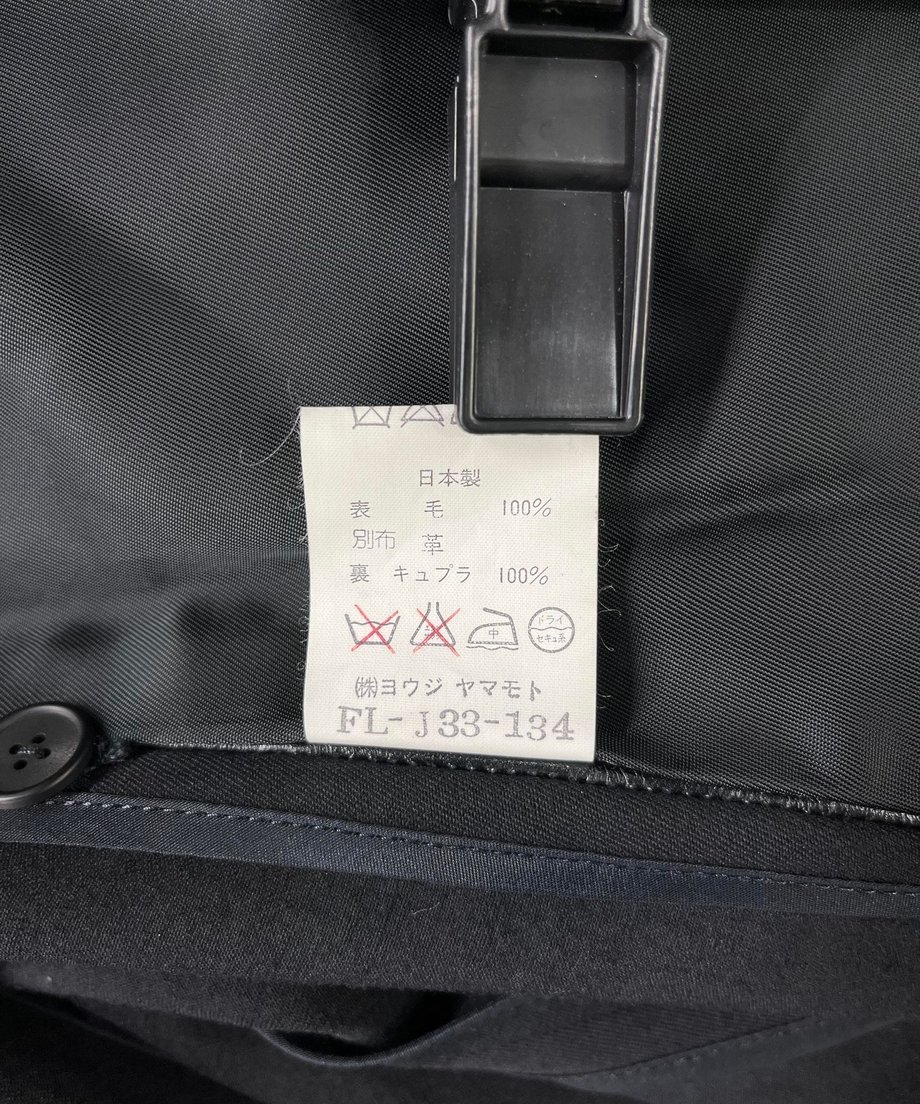 日本製
表 毛 100%
別布 革
裏 キュプラ 100%
中 ドライ セキュ系
㈱ヨウジ ヤマモト
FL-J33-134